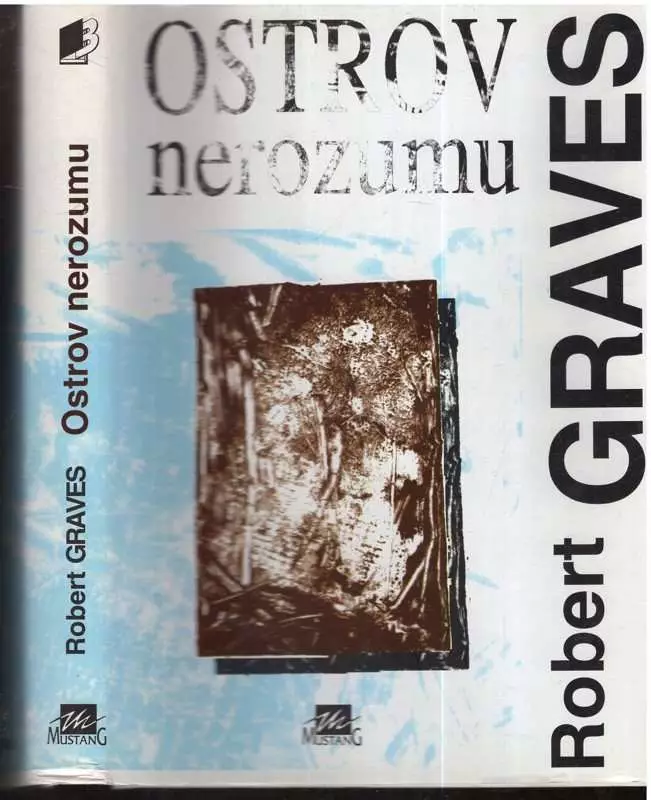 OSTROV
nerozumu
Robert GRAVES
MUSTANG
Robert GRAVES Ostrov nerozumu
MUSTANG